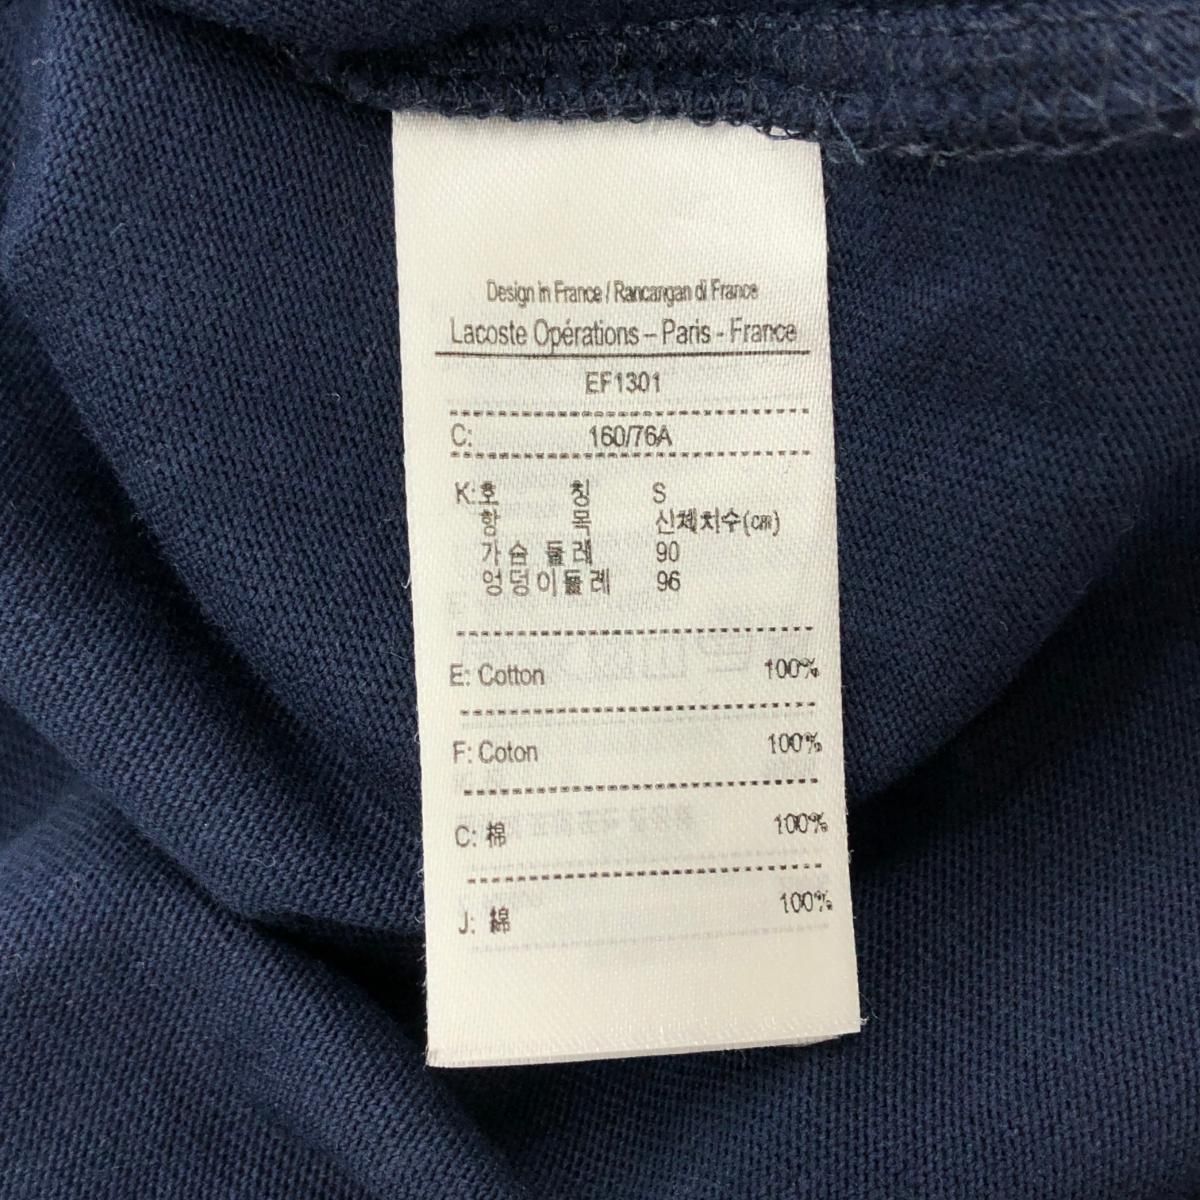 Design in France / Rancangan di France
Lacoste Opérations – Paris - France
EF1301
C: 160/76A
K:호 칭 S
항 목 신체치수(㎝)
가슴 둘레 90
엉덩이둘레 96
E: Cotton 100%
F: Coton 100%
C: 棉 100%
J: 綿 100%